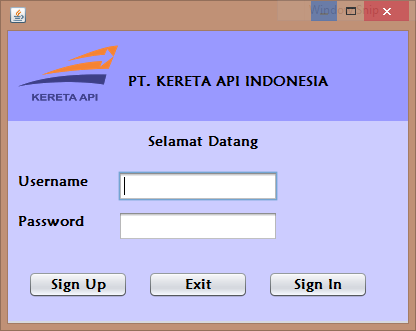 KERETA API
PT. KERETA API INDONESIA
Selamat Datang
Username
Password
Sign Up Exit Sign In